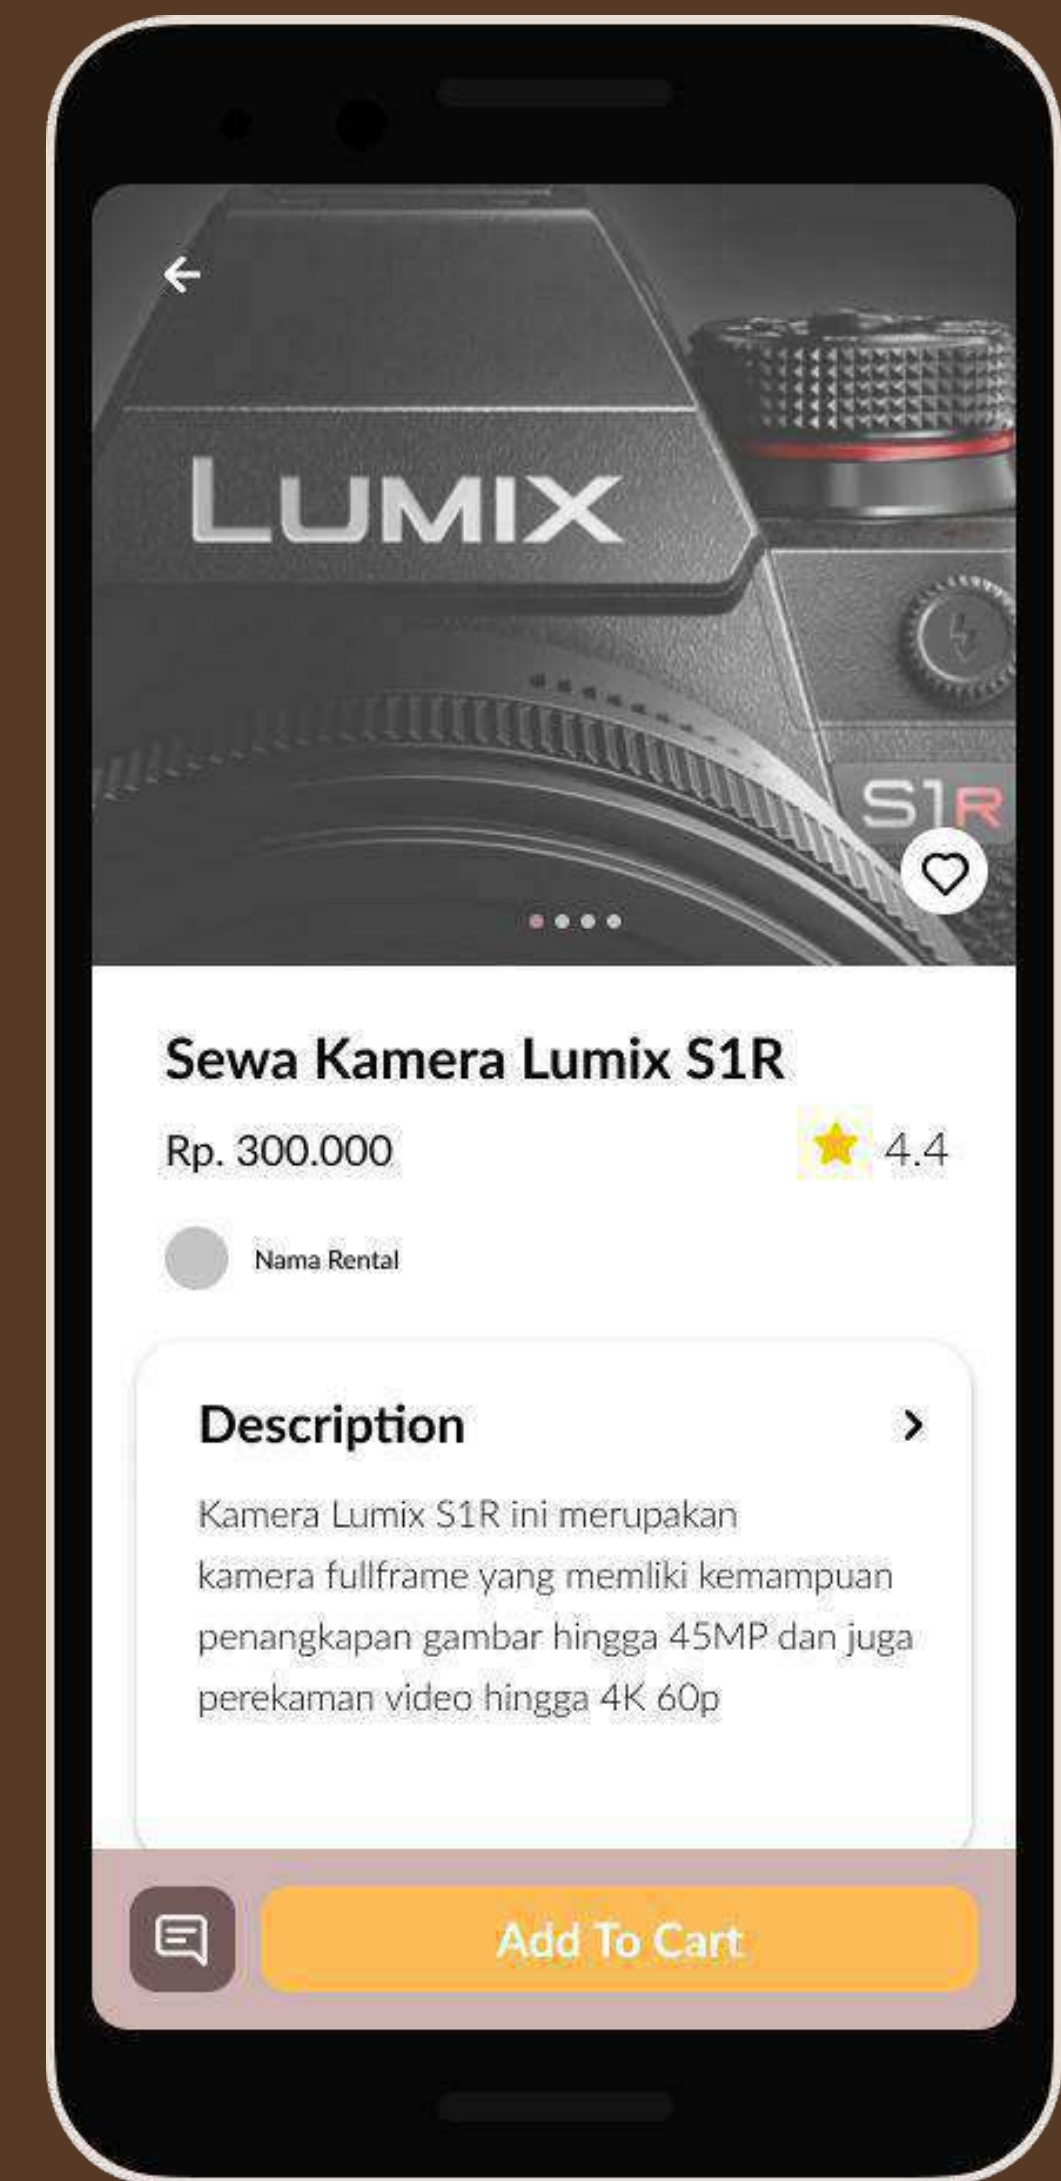 LUMIX
S1R
Sewa Kamera Lumix S1R
Rp. 300.000
4.4
Nama Rental
Description
Kamera Lumix S1R ini merupakan
kamera fullframe yang memliki kemampuan
penangkapan gambar hingga 45MP dan juga
perekaman video hingga 4K 60p
Add To Cart